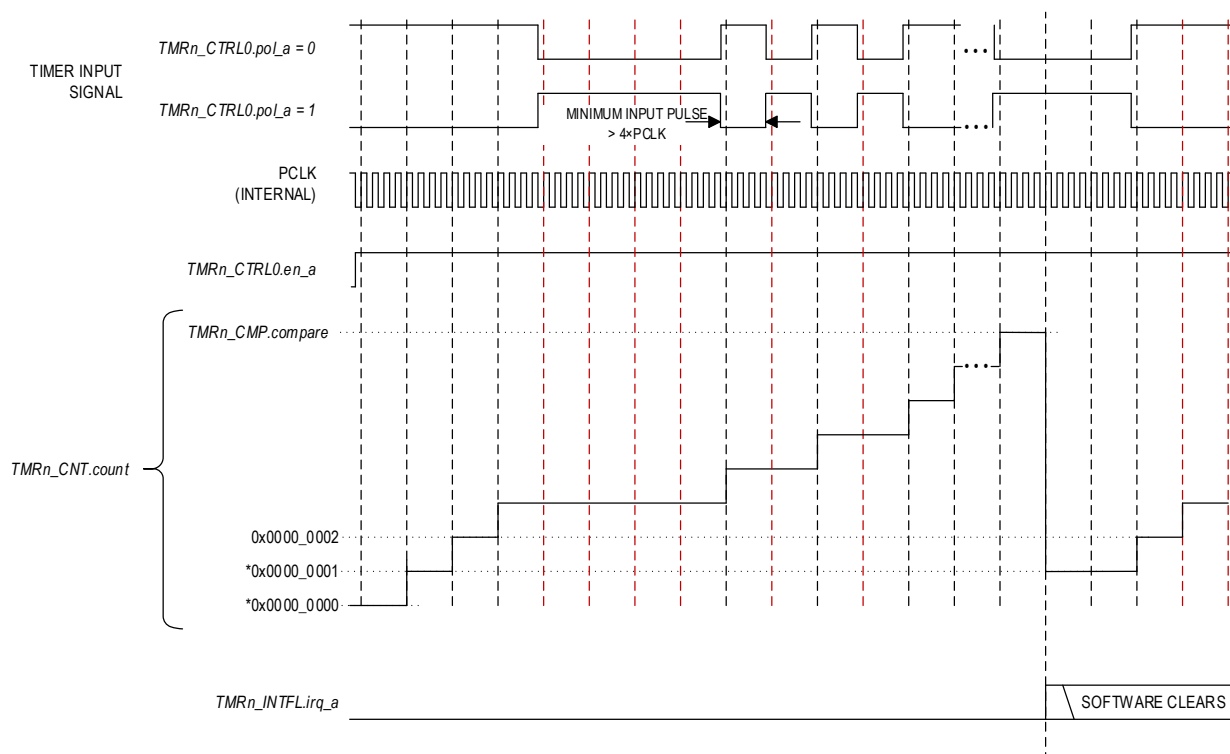 TMRn_CTRL0.pol_a = 0
TIMER INPUT
SIGNAL
TMRn_CTRL0.pol_a = 1
MINIMUM INPUT PULSE
> 4×PCLK
PCLK
(INTERNAL)
TMRn_CTRL0.en_a
TMRn_CMP.compare
TMRn_CNT.count
0x0000_0002
*0x0000_0001
*0x0000_0000
TMRn_INTFL.irq_a
SOFTWARE CLEARS